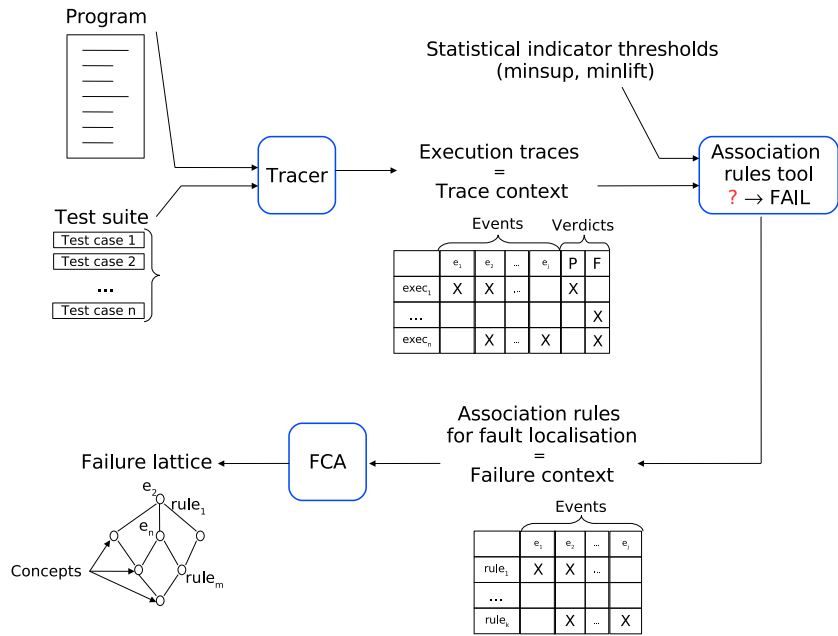 Program
Statistical indicator thresholds
(minsup, minlift)
Tracer
Execution traces
=
Trace context
Association
rules tool
? → FAIL
Test suite
Test case 1
Test case 2
...
Test case n
Events Verdicts
e1 e2 ... ej P F
exec1 X X ... X
... X
execn X ... X X
Association rules
for fault localisation
=
Failure context
FCA
Failure lattice
e2
rule1
en
Concepts
rulem
Events
e1 e2 ... ej
rule1 X X ...
...
rulek X ... X